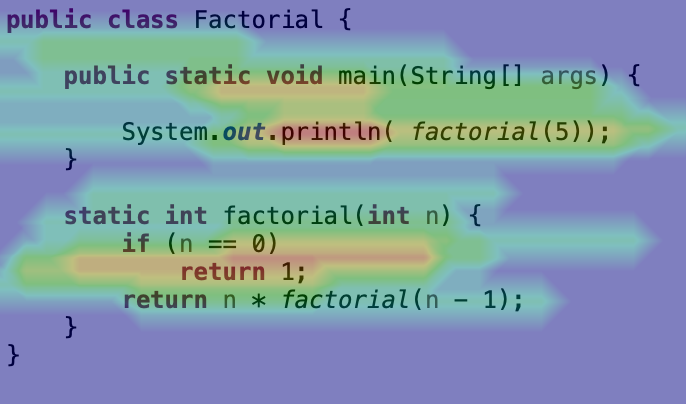 public class Factorial {
    public static void main(String[] args) {
        System.out.println( factorial(5));
    }
    static int factorial(int n) {
        if (n == 0)
            return 1;
        return n * factorial(n - 1);
    }
}